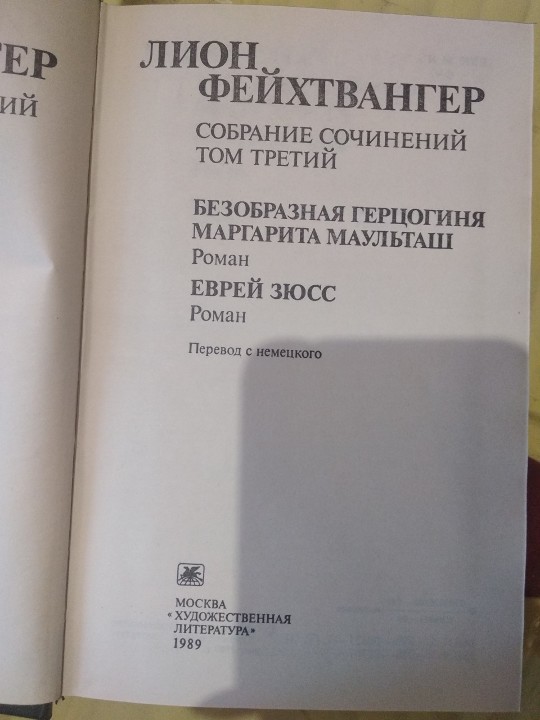 ЛИОН
ФЕЙХТВАНГЕР
СОБРАНИЕ СОЧИНЕНИЙ
ТОМ ТРЕТИЙ
БЕЗОБРАЗНАЯ ГЕРЦОГИНЯ
МАРГАРИТА МАУЛЬТАШ
Роман
ЕВРЕЙ ЗЮСС
Роман
Перевод с немецкого
МОСКВА
«ХУДОЖЕСТВЕННАЯ
ЛИТЕРАТУРА»
1989